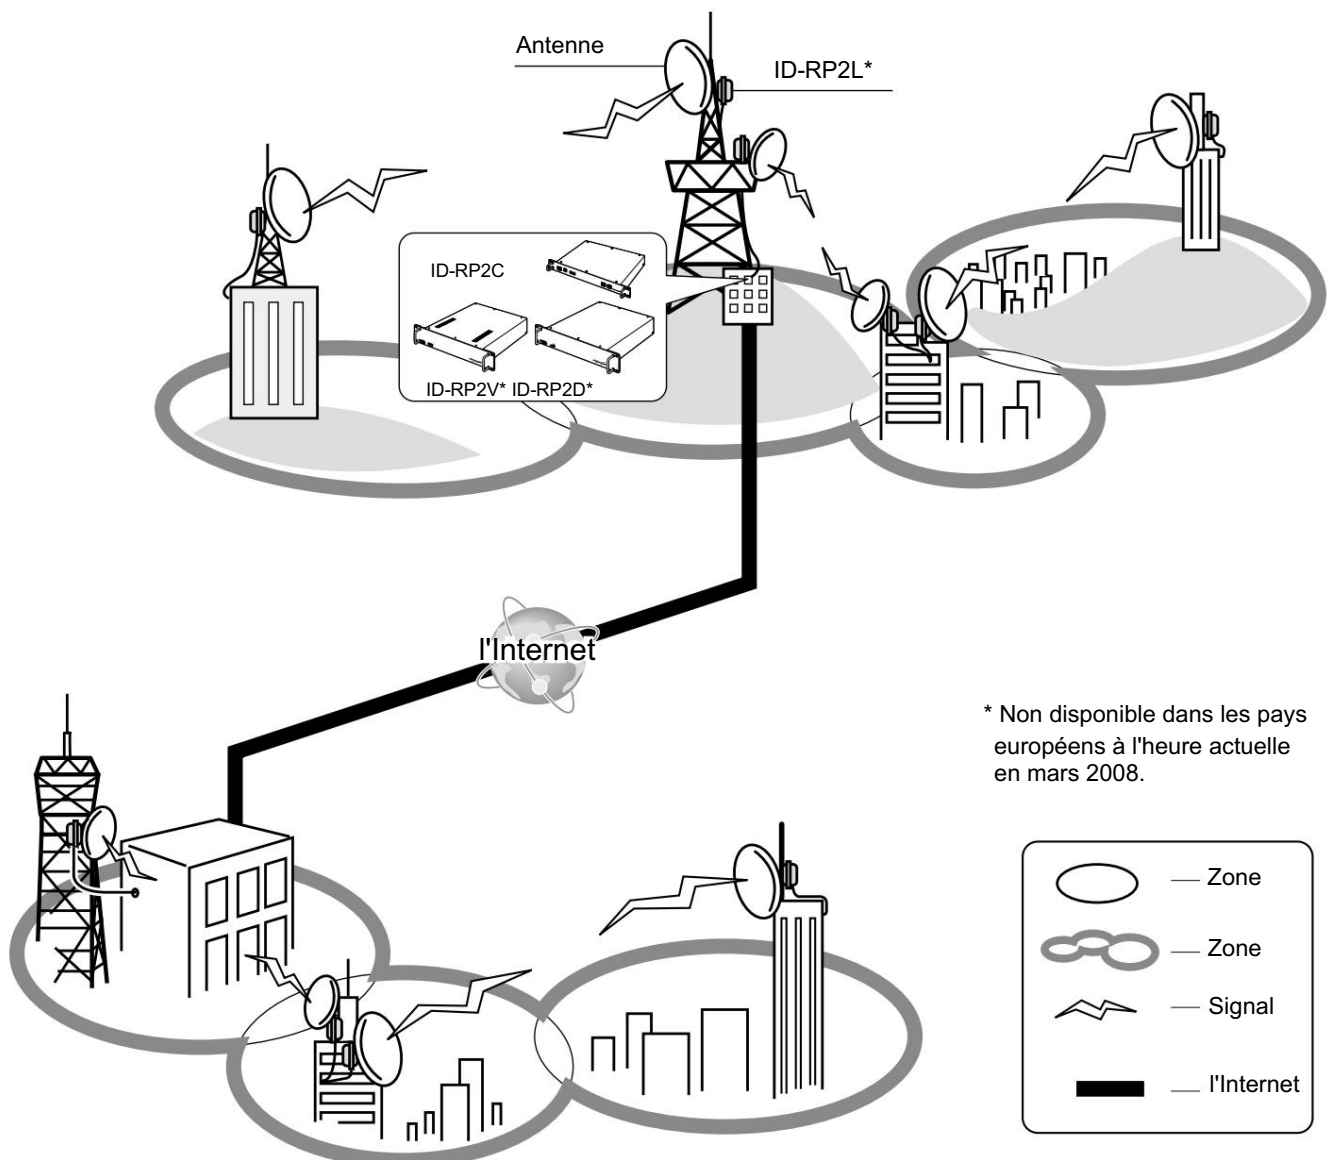 Antenne
ID-RP2L*
ID-RP2C
ID-RP2V* ID-RP2D*
l'Internet
* Non disponible dans les pays
européens à l'heure actuelle
en mars 2008.
Zone
Zone
Signal
l'Internet